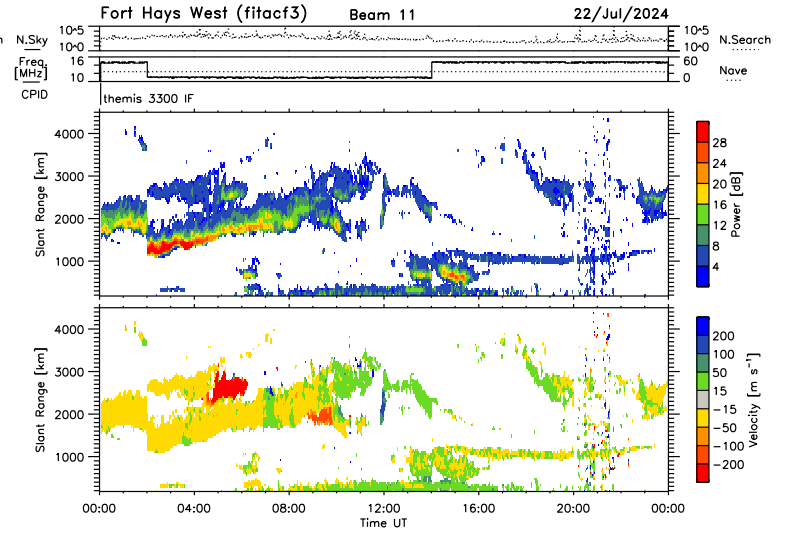 Fort Hays West (fitacf3) Beam 11 22/Jul/2024
N.Sky 10^5 10^5 N.Search
10^0 10^0
Freq. 16 60 Nave
[MHz] 10 0
CPID themis 3300 IF
4000
3000
2000
1000
Slant Range [km]
28
24
20
16
12
8
4
Power [dB]
4000
3000
2000
1000
Slant Range [km]
200
100
50
15
-15
-50
-100
-200
Velocity [m s⁻¹]
00:00 04:00 08:00 12:00 16:00 20:00 00:00
Time UT